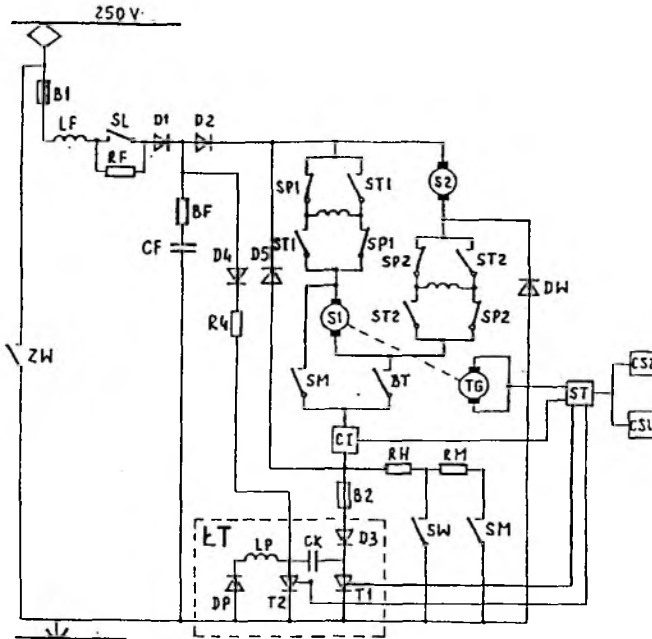 250 V
B1
LF
SL
D1
D2
RF
S2
SP1
ST1
BF
ST1
SP1
CF
SP2
ST2
D4
D5
DW
R4
S1
ST2
SP2
ZW
SM
BT
TG
ST
CI
RH
RM
B2
SW
SM
ŁT
LP
CK
D3
DP
T2
T1